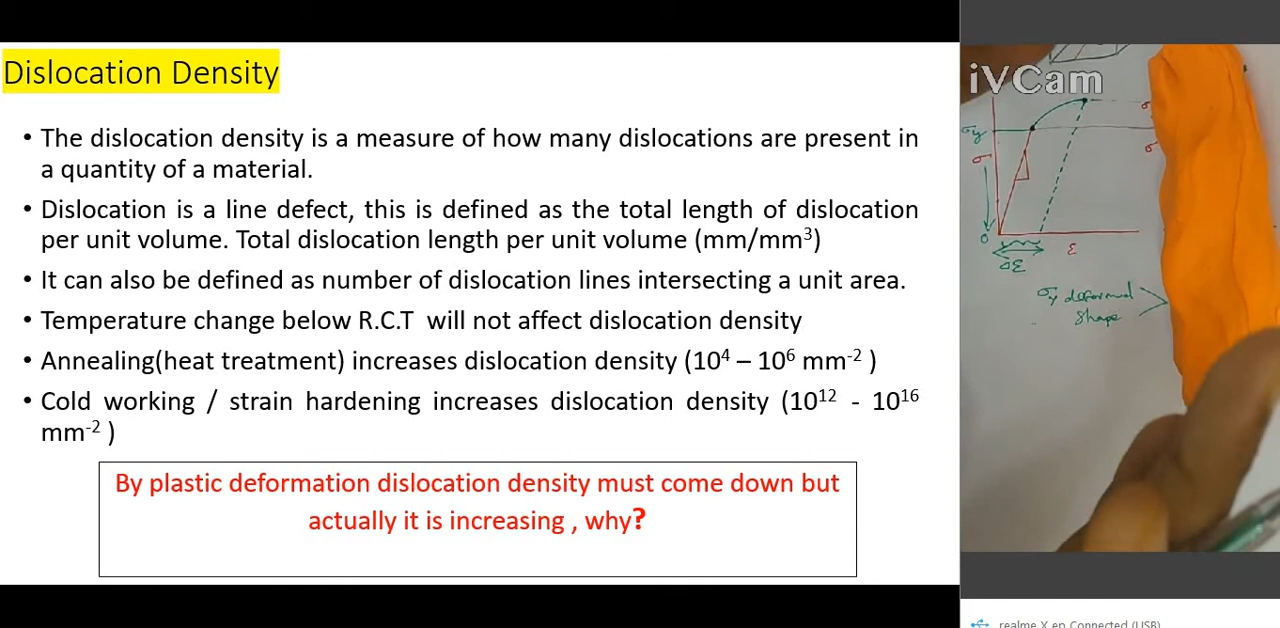 Dislocation Density
• The dislocation density is a measure of how many dislocations are present in
a quantity of a material.
• Dislocation is a line defect, this is defined as the total length of dislocation
per unit volume. Total dislocation length per unit volume (mm/mm³)
• It can also be defined as number of dislocation lines intersecting a unit area.
• Temperature change below R.C.T will not affect dislocation density
• Annealing(heat treatment) increases dislocation density (10⁴ – 10⁶ mm⁻² )
• Cold working / strain hardening increases dislocation density (10¹² - 10¹⁶
mm⁻² )
By plastic deformation dislocation density must come down but
actually it is increasing , why?
iVCam
σy
σ
σ
σ
0
ε
Δε
σy deformed
shape
realme X en Connected (USB)